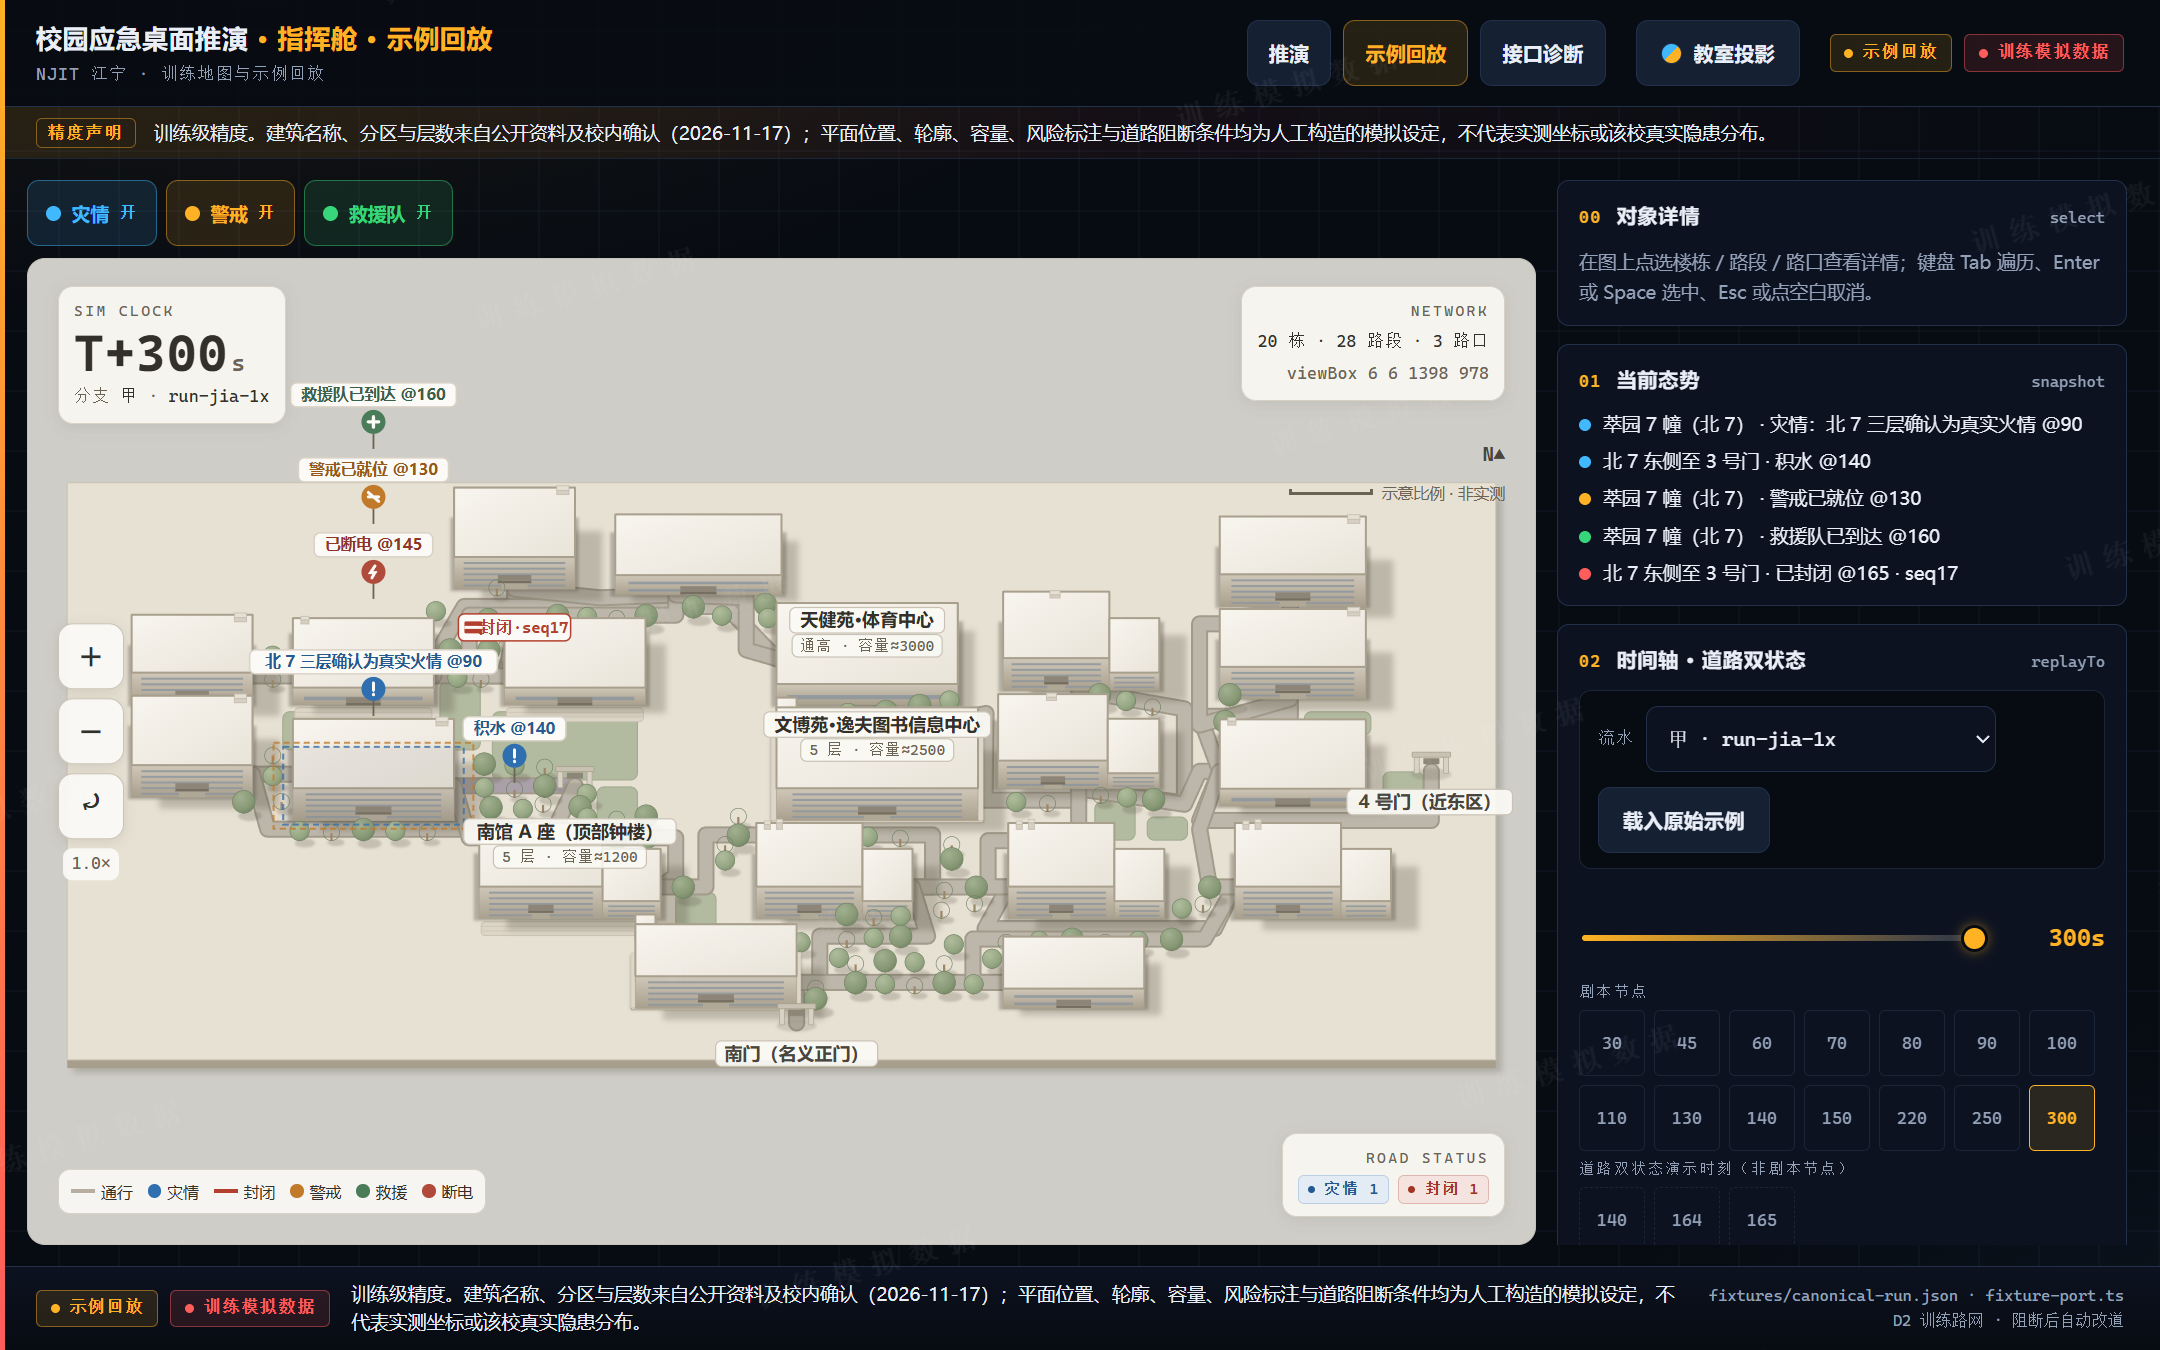 校园应急桌面推演 · 指挥舱 · 示例回放
NJIT 江宁 · 训练地图与示例回放
推演
示例回放
接口诊断
教室投影
示例回放
训练模拟数据
精度声明
训练级精度。建筑名称、分区与层数来自公开资料及校内确认（2026-11-17）；平面位置、轮廓、容量、风险标注与道路阻断条件均为人工构造的模拟设定，不代表实测坐标或该校真实隐患分布。
灾情 开
警戒 开
救援队 开
SIM CLOCK
T+300s
分支 甲 · run-jia-1x
NETWORK
20 栋 · 28 路段 · 3 路口
viewBox 6 6 1398 978
N▲
示意比例 · 非实测
救援队已到达 @160
警戒已就位 @130
已断电 @145
封闭·seq17
北 7 三层确认为真实火情 @90
积水 @140
天健苑·体育中心
通高 · 容量≈3000
文博苑·逸夫图书信息中心
5 层 · 容量≈2500
4 号门（近东区）
南馆 A 座（顶部钟楼）
5 层 · 容量≈1200
南门（名义正门）
+
−
1.0×
通行
灾情
封闭
警戒
救援
断电
ROAD STATUS
灾情 1
封闭 1
00 对象详情
select
在图上点选楼栋 / 路段 / 路口查看详情；键盘 Tab 遍历、Enter
或 Space 选中、Esc 或点空白取消。
01 当前态势
snapshot
萃园 7 幢（北 7） · 灾情：北 7 三层确认为真实火情 @90
北 7 东侧至 3 号门 · 积水 @140
萃园 7 幢（北 7） · 警戒已就位 @130
萃园 7 幢（北 7） · 救援队已到达 @160
北 7 东侧至 3 号门 · 已封闭 @165 · seq17
02 时间轴 · 道路双状态
replayTo
流水
甲 · run-jia-1x
载入原始示例
300s
剧本节点
30 45 60 70 80 90 100
110 130 140 150 220 250 300
道路双状态演示时刻（非剧本节点）
140 164 165
示例回放
训练模拟数据
训练级精度。建筑名称、分区与层数来自公开资料及校内确认（2026-11-17）；平面位置、轮廓、容量、风险标注与道路阻断条件均为人工构造的模拟设定，不
代表实测坐标或该校真实隐患分布。
fixtures/canonical-run.json · fixture-port.ts
D2 训练路网 · 阻断后自动改道